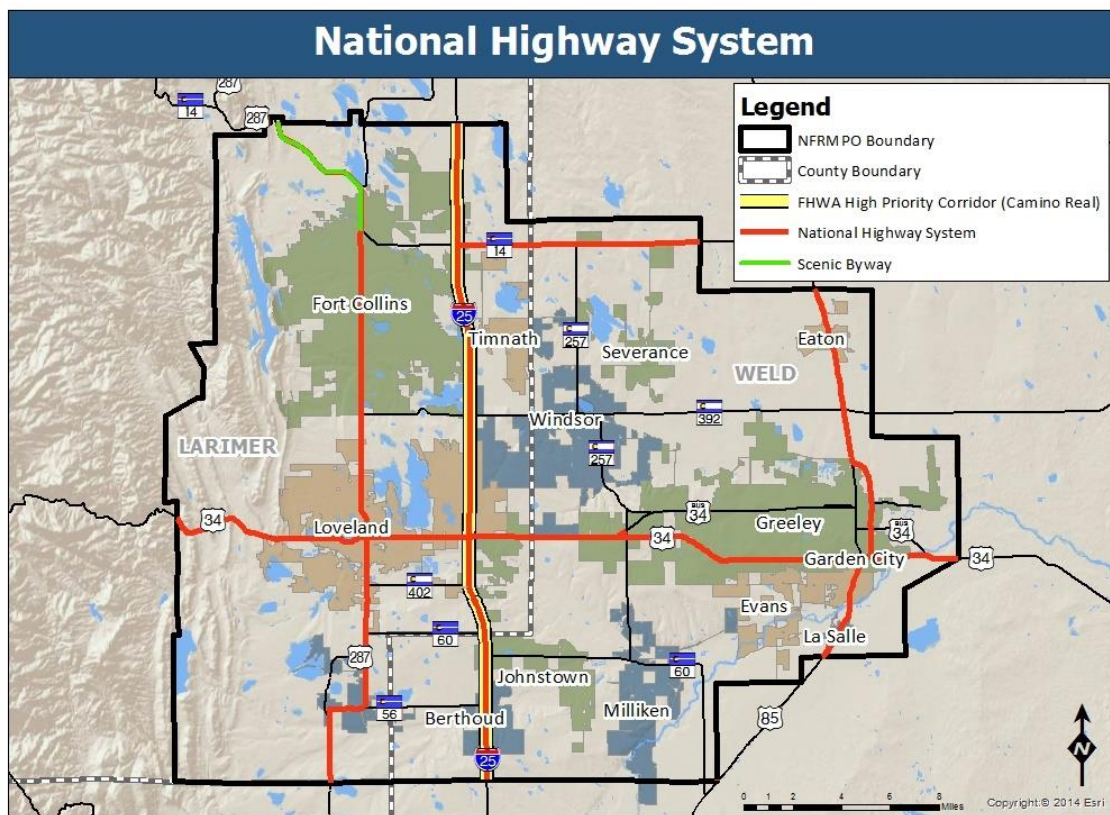 National Highway System
287
14
287
Legend
NFRMPO Boundary
County Boundary
FHWA High Priority Corridor (Camino Real)
National Highway System
Scenic Byway
14
Fort Collins
25
Timnath
257
Severance
Eaton
WELD
LARIMER
Windsor
392
257
34
Loveland
BUS
34
34
Greeley
BUS
34
Garden City
34
402
Evans
60
La Salle
287
Johnstown
60
56
Berthoud
Milliken
85
25
N
0 1 2 4 6 8
Miles
Copyright:© 2014 Esri